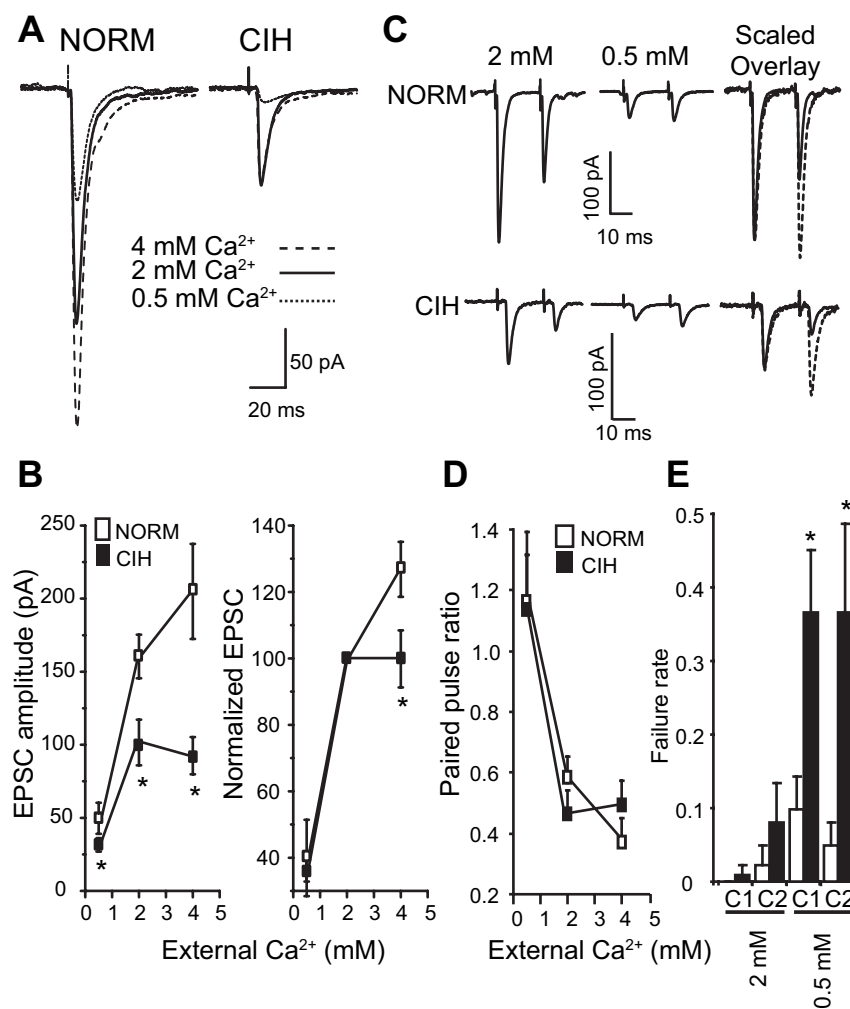 A
NORM
CIH
4 mM Ca²⁺
2 mM Ca²⁺
0.5 mM Ca²⁺
50 pA
20 ms
C
2 mM
0.5 mM
Scaled
Overlay
NORM
100 pA
10 ms
CIH
100 pA
10 ms
B
EPSC amplitude (pA)
250
200
150
100
50
0
NORM
CIH
*
*
*
0 1 2 3 4 5
Normalized EPSC
140
120
100
80
60
40
*
0 1 2 3 4 5
External Ca²⁺ (mM)
D
Paired pulse ratio
1.4
1.2
1.0
0.8
0.6
0.4
0.2
NORM
CIH
0 1 2 3 4 5
External Ca²⁺ (mM)
E
Failure rate
0.5
0.4
0.3
0.2
0.1
0
*
*
C1 C2 C1 C2
2 mM
0.5 mM